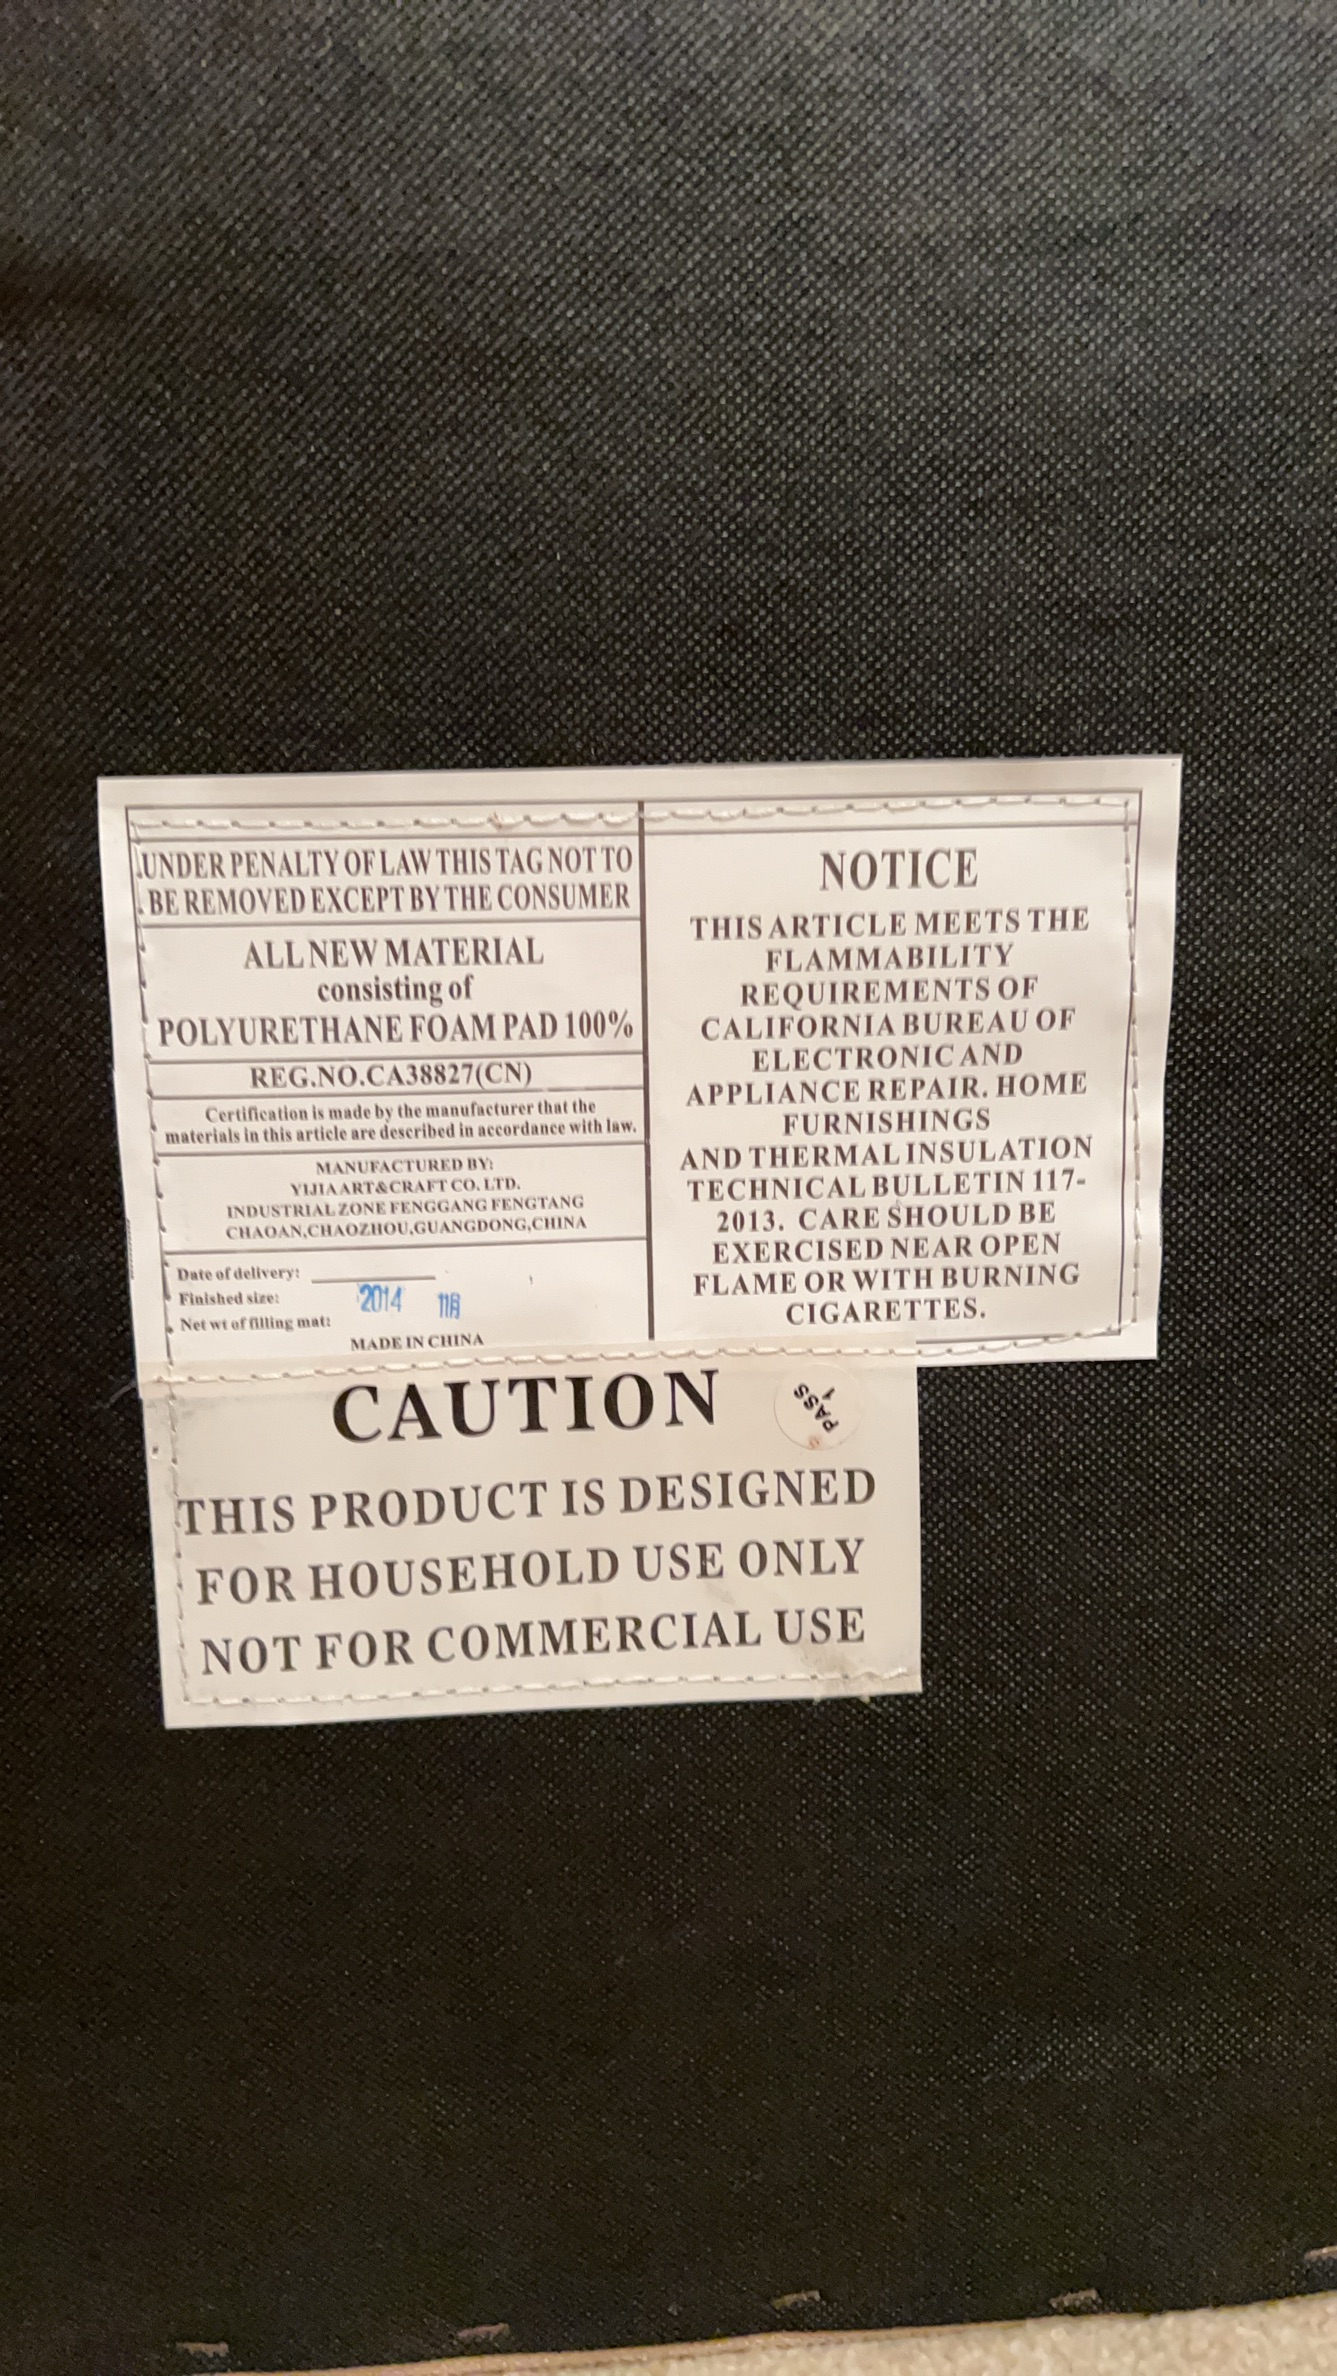 UNDER PENALTY OF LAW THIS TAG NOT TO
BE REMOVED EXCEPT BY THE CONSUMER
ALL NEW MATERIAL
consisting of
POLYURETHANE FOAM PAD 100%
REG.NO.CA38827(CN)
Certification is made by the manufacturer that the
materials in this article are described in accordance with law.
MANUFACTURED BY:
YIJIA ART&CRAFT CO. LTD.
INDUSTRIAL ZONE FENGGANG FENGTANG
CHAOAN,CHAOZHOU,GUANGDONG,CHINA
Date of delivery:
Finished size:
2014 11月
Net wt of filling mat:
MADE IN CHINA
NOTICE
THIS ARTICLE MEETS THE
FLAMMABILITY
REQUIREMENTS OF
CALIFORNIA BUREAU OF
ELECTRONIC AND
APPLIANCE REPAIR. HOME
FURNISHINGS
AND THERMAL INSULATION
TECHNICAL BULLETIN 117-
2013. CARE SHOULD BE
EXERCISED NEAR OPEN
FLAME OR WITH BURNING
CIGARETTES.
CAUTION
PASS
1
THIS PRODUCT IS DESIGNED
FOR HOUSEHOLD USE ONLY
NOT FOR COMMERCIAL USE